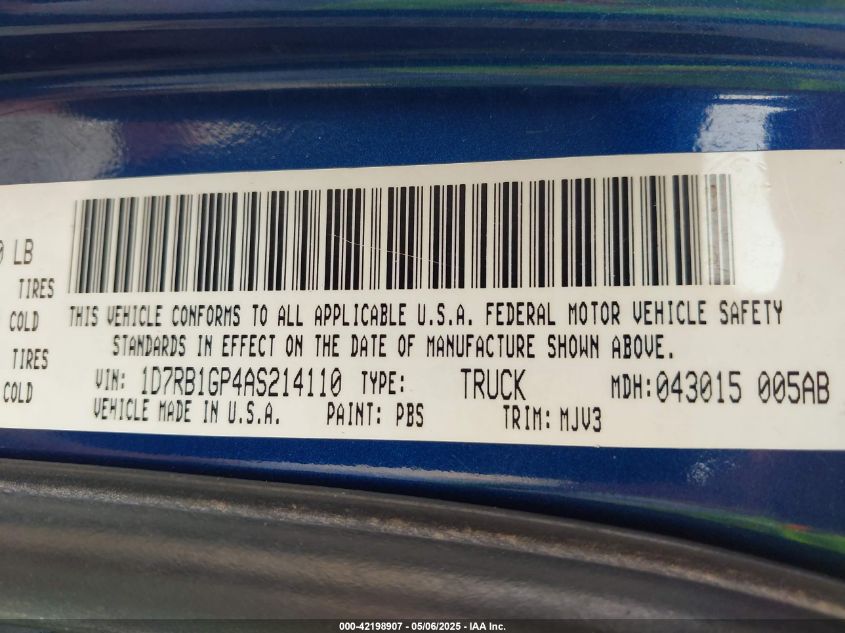 0 LB
TIRES
COLD
TIRES
COLD
THIS VEHICLE CONFORMS TO ALL APPLICABLE U.S.A. FEDERAL MOTOR VEHICLE SAFETY
STANDARDS IN EFFECT ON THE DATE OF MANUFACTURE SHOWN ABOVE.
VIN: 1D7RB1GP4AS214110 TYPE: TRUCK MDH:043015 005AB
VEHICLE MADE IN U.S.A. PAINT: PBS TRIM: MJV3
000-42198907 - 05/06/2025 - IAA Inc.